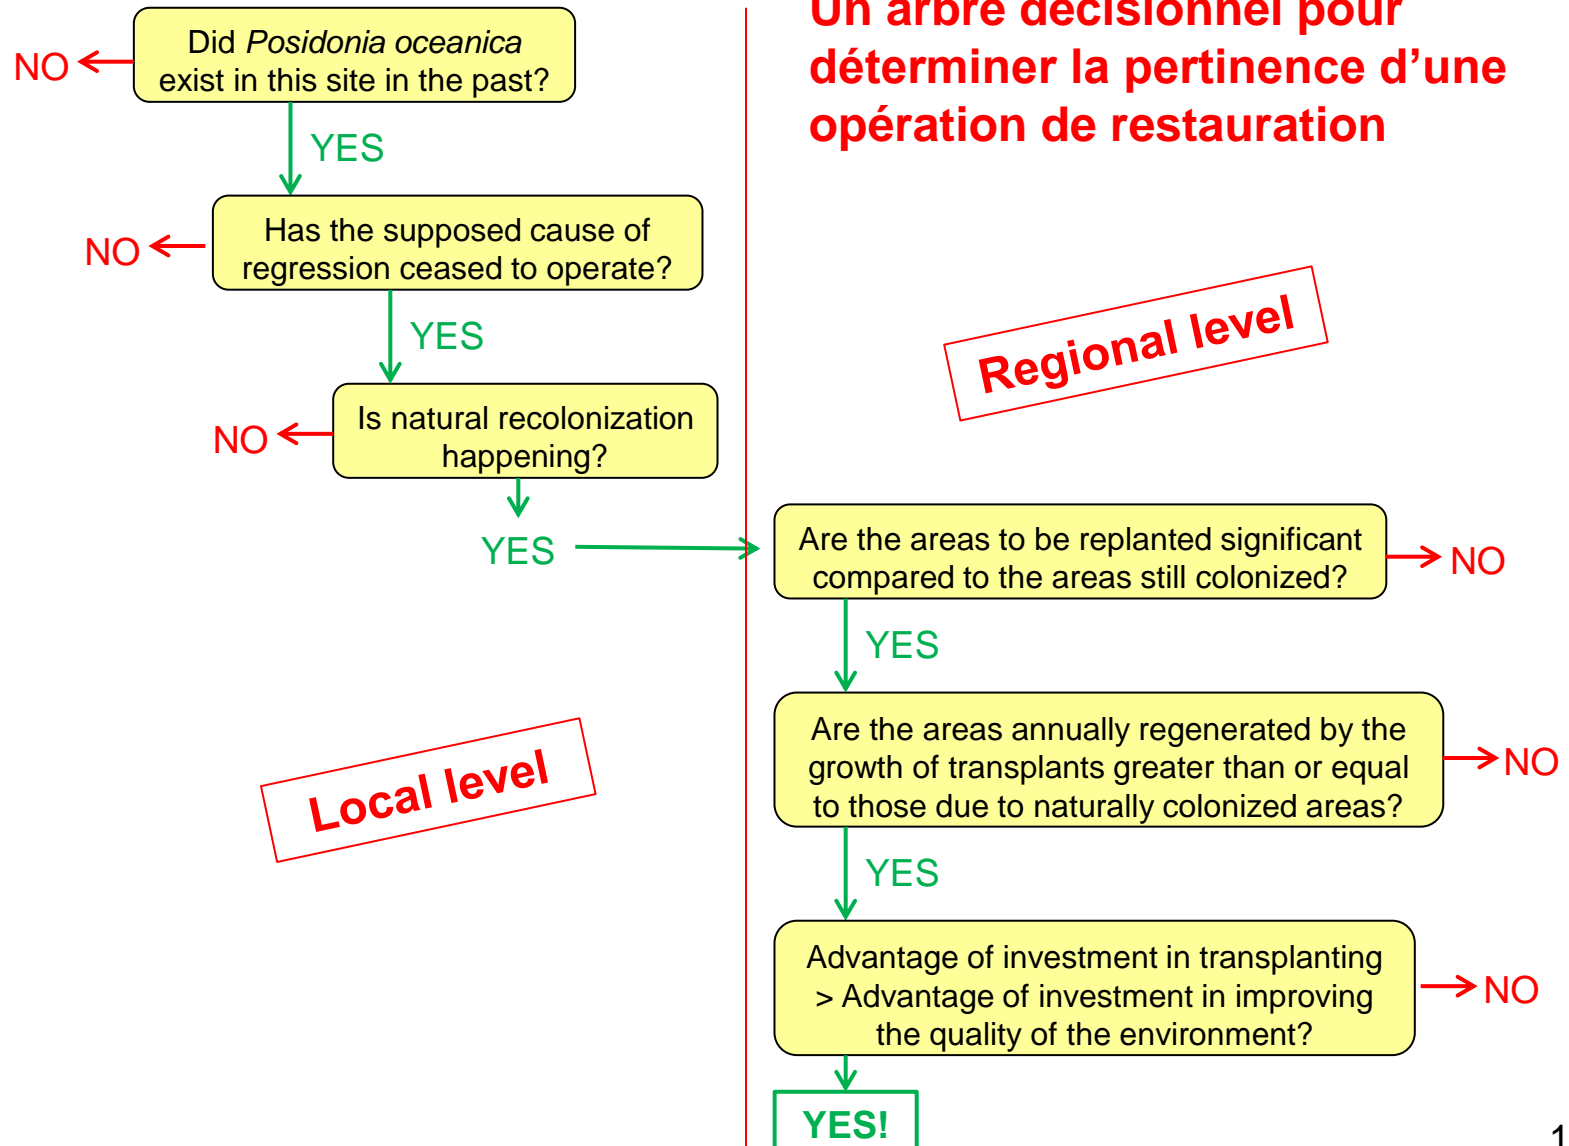 Un arbre décisionnel pour
déterminer la pertinence d’une
opération de restauration
Did Posidonia oceanica
exist in this site in the past?
NO
YES
Has the supposed cause of
regression ceased to operate?
NO
YES
Is natural recolonization
happening?
NO
YES
Local level
Regional level
Are the areas to be replanted significant
compared to the areas still colonized?
NO
YES
Are the areas annually regenerated by the
growth of transplants greater than or equal
to those due to naturally colonized areas?
NO
YES
Advantage of investment in transplanting
> Advantage of investment in improving
the quality of the environment?
NO
YES!
1